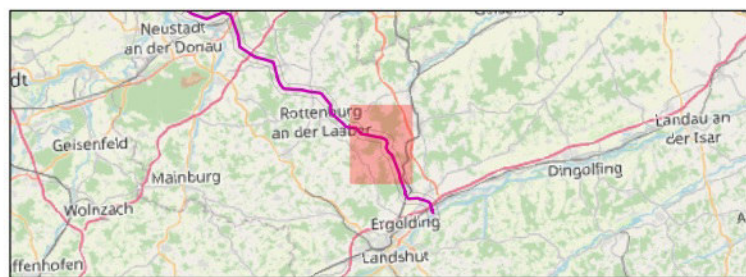 Neustadt
an der Donau
dt
Rottenburg
an der Laaber
Geisenfeld
Landau an
der Isar
Mainburg
Dingolfing
Wolnzach
Ergolding
A
ffenhofen
Landshut